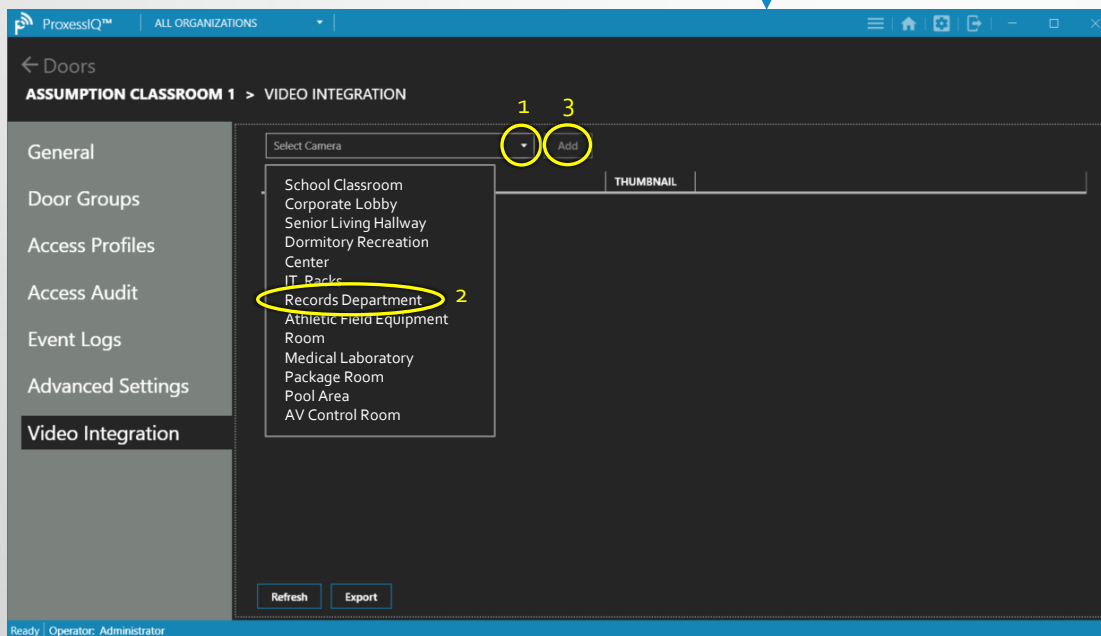 ProxessIQ™ ALL ORGANIZATIONS
Doors
ASSUMPTION CLASSROOM 1 > VIDEO INTEGRATION
1 3
General
Door Groups
Access Profiles
Access Audit
Event Logs
Advanced Settings
Video Integration
Select Camera Add
THUMBNAIL
School Classroom
Corporate Lobby
Senior Living Hallway
Dormitory Recreation
Center
IT Racks
Records Department 2
Athletic Field Equipment
Room
Medical Laboratory
Package Room
Pool Area
AV Control Room
Refresh Export
Ready Operator: Administrator